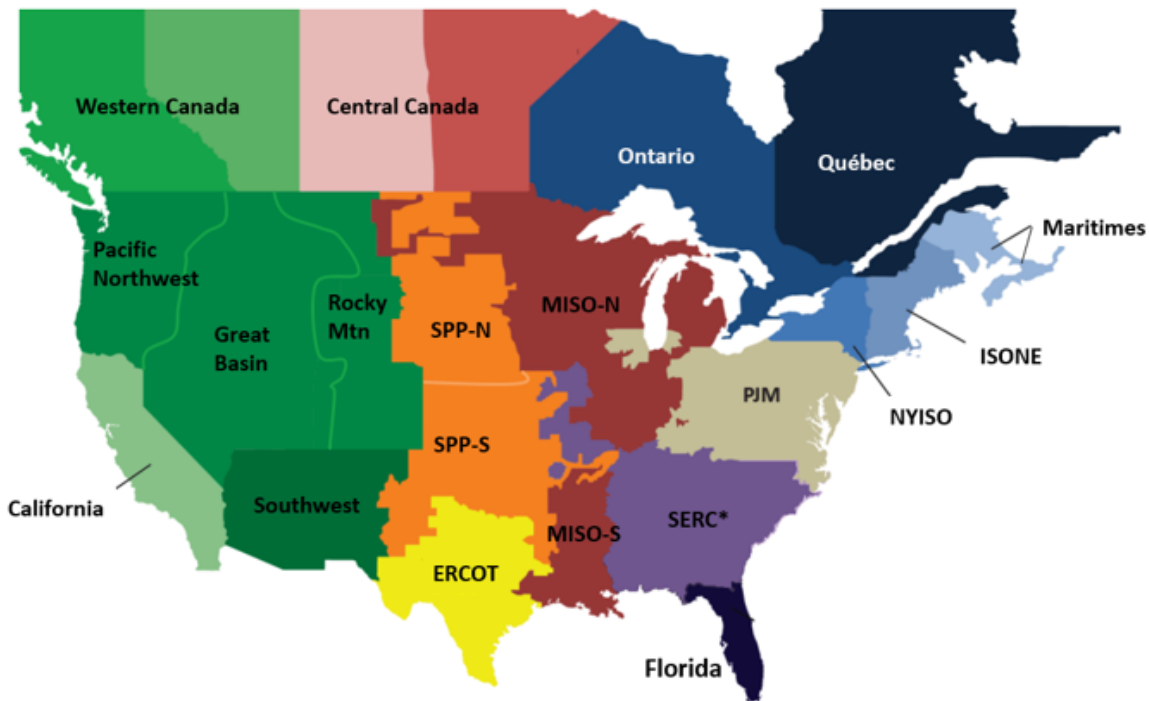 Western Canada
Central Canada
Ontario
Québec
Maritimes
Pacific
Northwest
Great
Basin
Rocky
Mtn
SPP-N
MISO-N
ISONE
PJM
NYISO
SPP-S
California
Southwest
MISO-S
SERC*
ERCOT
Florida